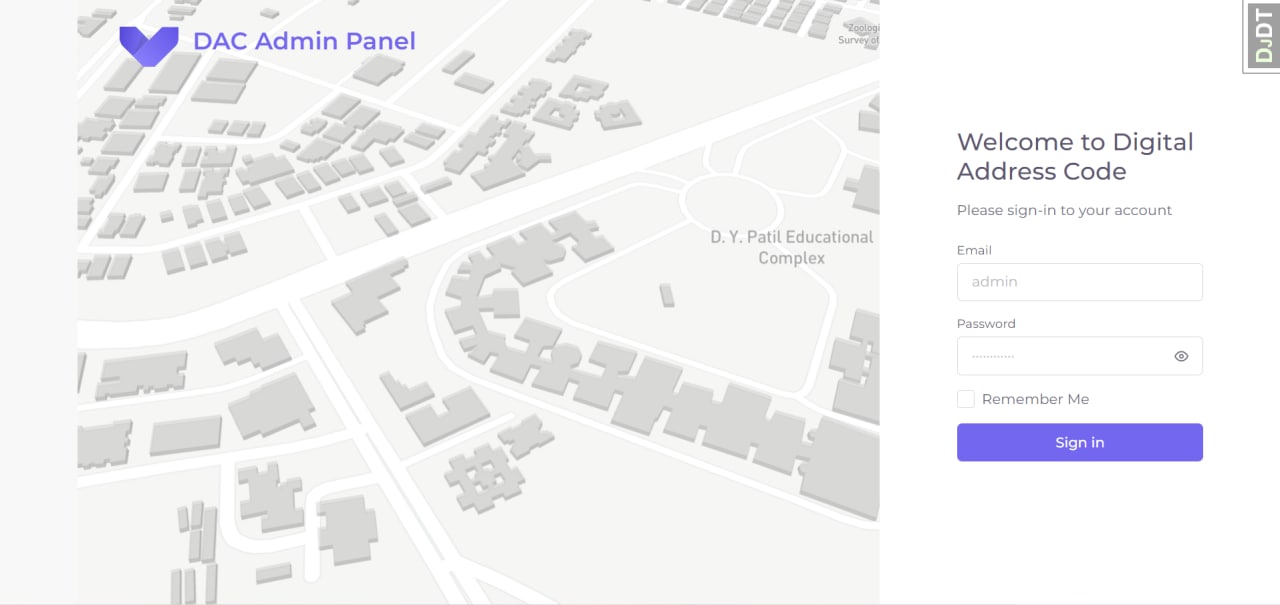 DAC Admin Panel
Survey of
D. Y. Patil Educational
Complex
DJDT
Welcome to Digital
Address Code
Please sign-in to your account
Email
admin
Password
Remember Me
Sign in